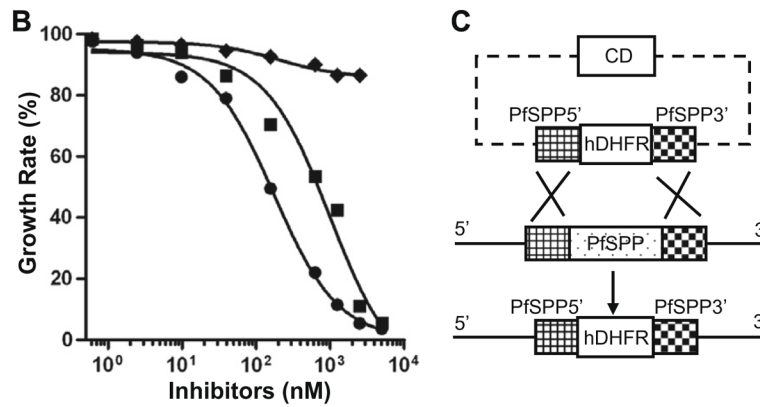 B
Growth Rate (%)
100
80
60
40
20
0
10⁰ 10¹ 10² 10³ 10⁴
Inhibitors (nM)
C
CD
PfSPP5' PfSPP3'
hDHFR
5' 3
PfSPP
PfSPP5' PfSPP3'
5' 3
hDHFR